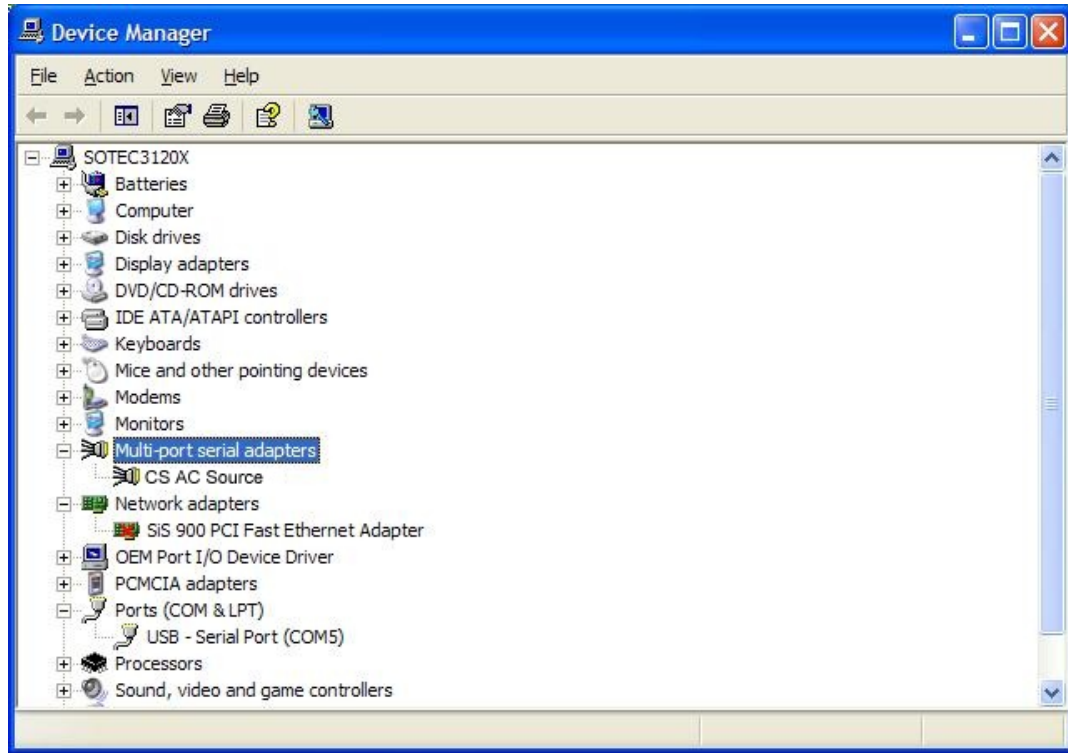 Device Manager
File Action View Help
SOTEC3120X
Batteries
Computer
Disk drives
Display adapters
DVD/CD-ROM drives
IDE ATA/ATAPI controllers
Keyboards
Mice and other pointing devices
Modems
Monitors
Multi-port serial adapters
CS AC Source
Network adapters
SiS 900 PCI Fast Ethernet Adapter
OEM Port I/O Device Driver
PCMCIA adapters
Ports (COM & LPT)
USB - Serial Port (COM5)
Processors
Sound, video and game controllers